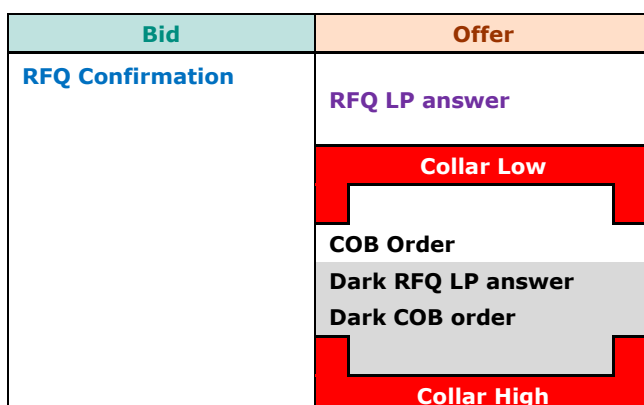 Bid
Offer
RFQ Confirmation
RFQ LP answer
Collar Low
COB Order
Dark RFQ LP answer
Dark COB order
Collar High